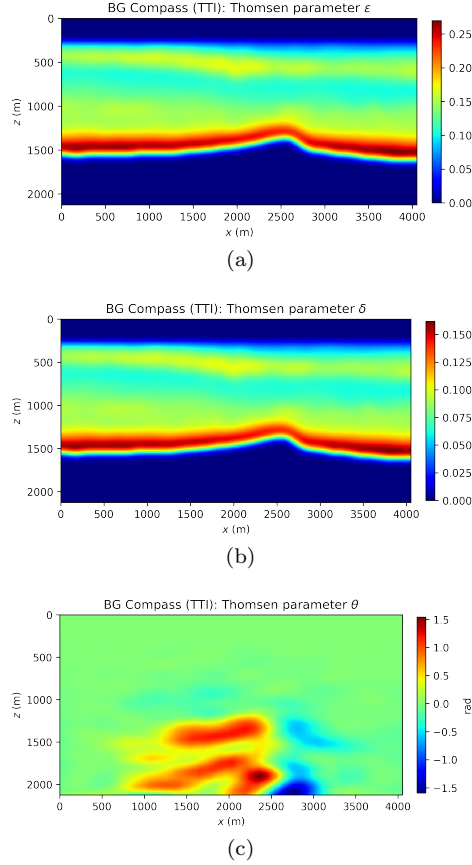 BG Compass (TTI): Thomsen parameter ε
0
500
1000
1500
2000
z (m)
0 500 1000 1500 2000 2500 3000 3500 4000
x (m)
0.25
0.20
0.15
0.10
0.05
0.00
(a)
BG Compass (TTI): Thomsen parameter δ
0
500
1000
1500
2000
z (m)
0 500 1000 1500 2000 2500 3000 3500 4000
x (m)
0.150
0.125
0.100
0.075
0.050
0.025
0.000
(b)
BG Compass (TTI): Thomsen parameter θ
0
500
1000
1500
2000
z (m)
0 500 1000 1500 2000 2500 3000 3500 4000
x (m)
1.5
1.0
0.5
0.0
−0.5
−1.0
−1.5
rad
(c)